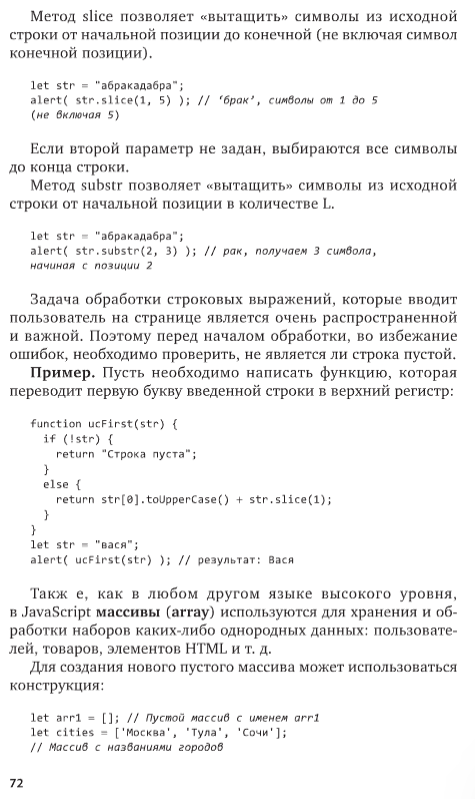 Метод slice позволяет «вытащить» символы из исходной
строки от начальной позиции до конечной (не включая символ
конечной позиции).
let str = "абракадабра";
alert( str.slice(1, 5) ); // ‘брак’, символы от 1 до 5
(не включая 5)
Если второй параметр не задан, выбираются все символы
до конца строки.
Метод substr позволяет «вытащить» символы из исходной
строки от начальной позиции в количестве L.
let str = "абракадабра";
alert( str.substr(2, 3) ); // рак, получаем 3 символа,
начиная с позиции 2
Задача обработки строковых выражений, которые вводит
пользователь на странице является очень распространенной
и важной. Поэтому перед началом обработки, во избежание
ошибок, необходимо проверить, не является ли строка пустой.
Пример. Пусть необходимо написать функцию, которая
переводит первую букву введенной строки в верхний регистр:
function ucFirst(str) {
if (!str) {
return "Строка пуста";
}
else {
return str[0].toUpperCase() + str.slice(1);
}
}
let str = "вася";
alert( ucFirst(str) ); // результат: Вася
Такж е, как в любом другом языке высокого уровня,
в JavaScript массивы (array) используются для хранения и об-
работки наборов каких-либо однородных данных: пользовате-
лей, товаров, элементов HTML и т. д.
Для создания нового пустого массива может использоваться
конструкция:
let arr1 = []; // Пустой массив с именем arr1
let cities = ['Москва', 'Тула', 'Сочи'];
// Массив с названиями городов
72